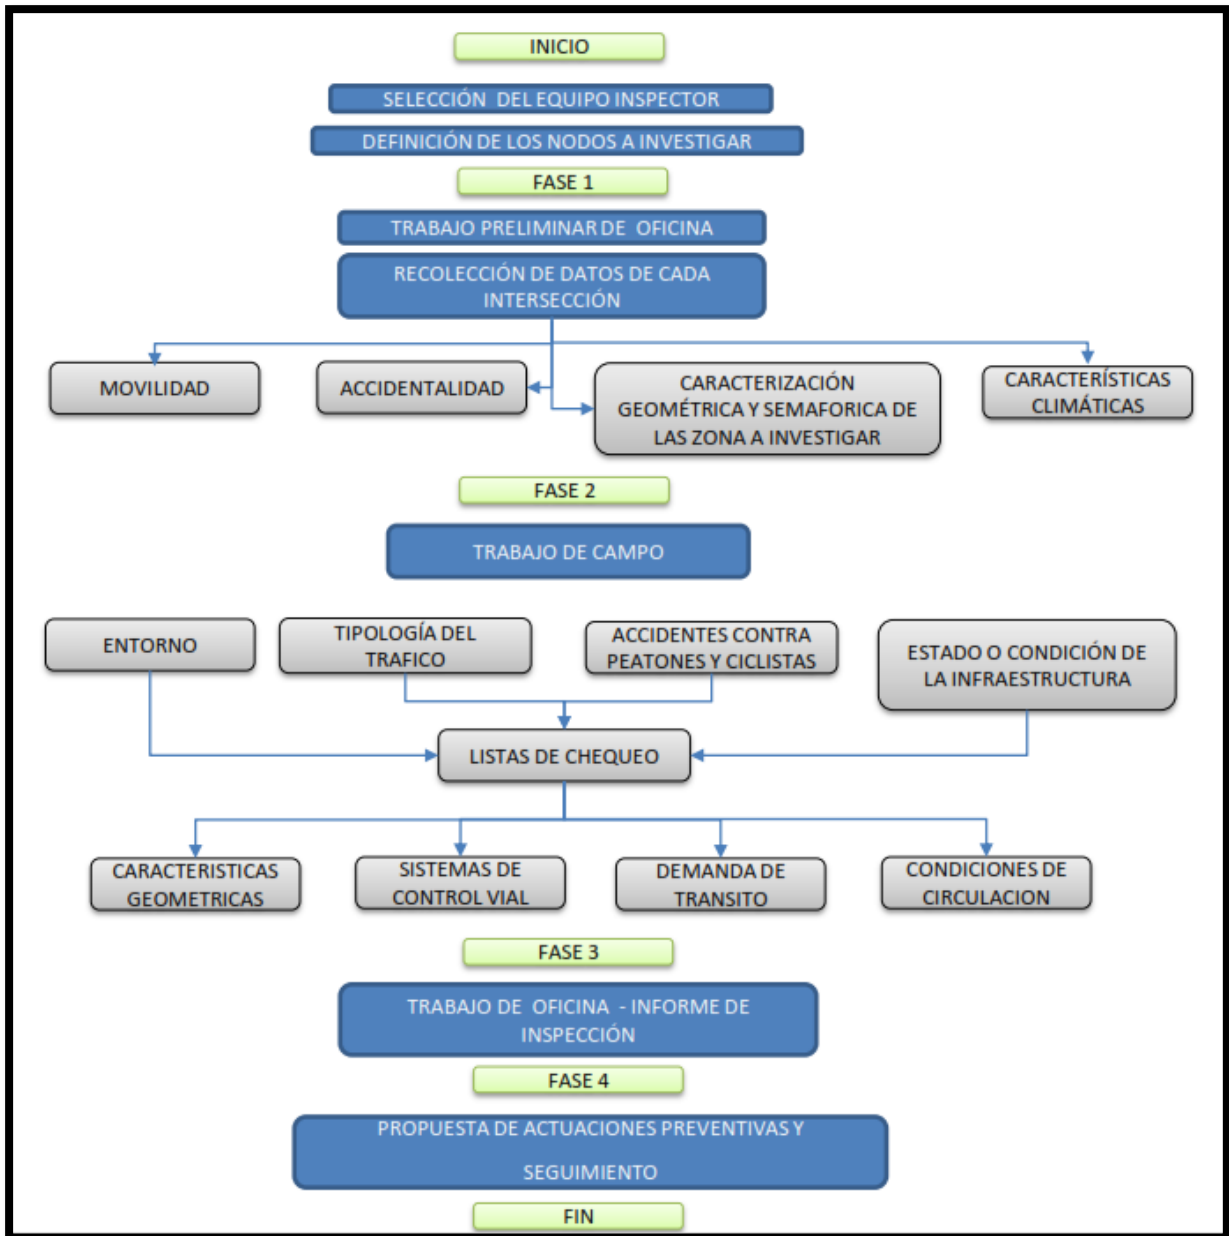 INICIO
SELECCIÓN DEL EQUIPO INSPECTOR
DEFINICIÓN DE LOS NODOS A INVESTIGAR
FASE 1
TRABAJO PRELIMINAR DE OFICINA
RECOLECCIÓN DE DATOS DE CADA
INTERSECCIÓN
MOVILIDAD
ACCIDENTALIDAD
CARACTERIZACIÓN
GEOMÉTRICA Y SEMAFORICA DE
LAS ZONA A INVESTIGAR
CARACTERÍSTICAS
CLIMÁTICAS
FASE 2
TRABAJO DE CAMPO
ENTORNO
TIPOLOGÍA DEL
TRAFICO
ACCIDENTES CONTRA
PEATONES Y CICLISTAS
ESTADO O CONDICIÓN DE
LA INFRAESTRUCTURA
LISTAS DE CHEQUEO
CARACTERISTICAS
GEOMETRICAS
SISTEMAS DE
CONTROL VIAL
DEMANDA DE
TRANSITO
CONDICIONES DE
CIRCULACION
FASE 3
TRABAJO DE OFICINA - INFORME DE
INSPECCIÓN
FASE 4
PROPUESTA DE ACTUACIONES PREVENTIVAS Y
SEGUIMIENTO
FIN